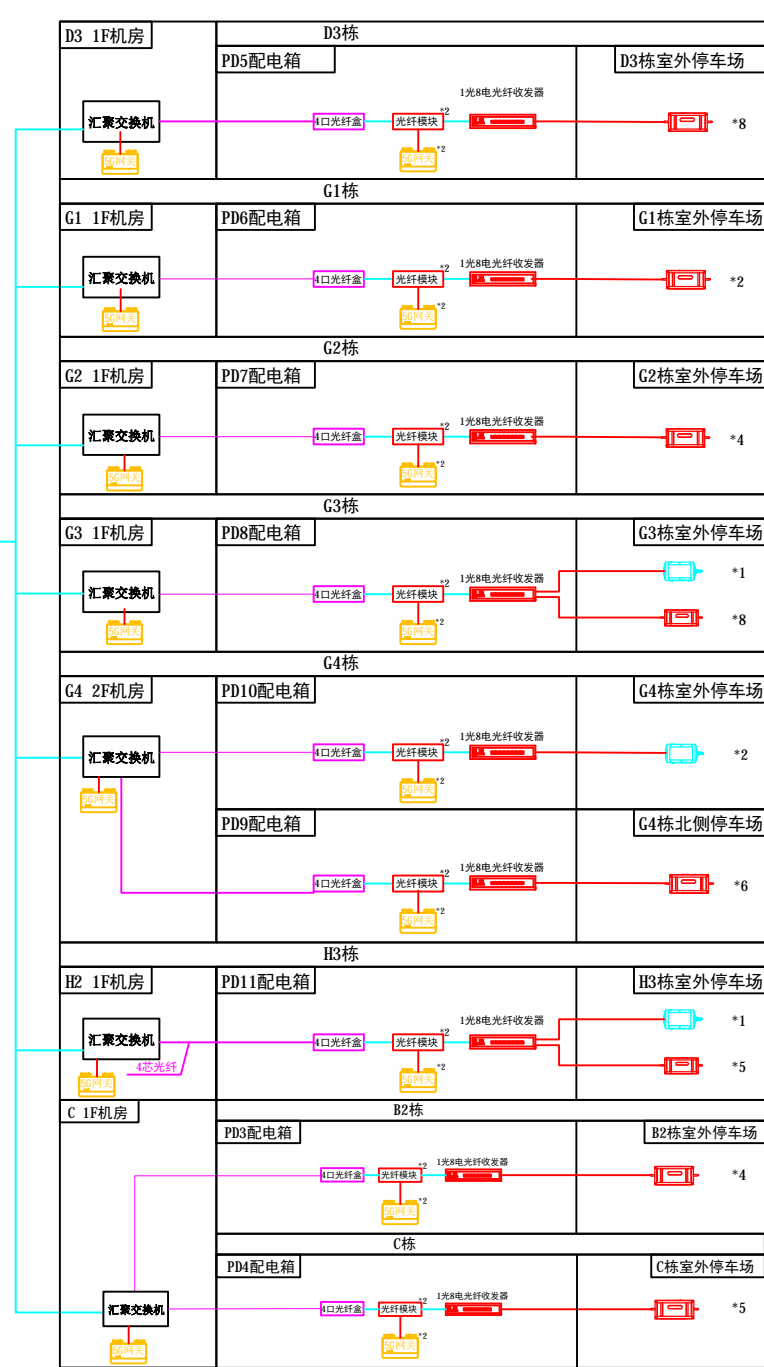 D3栋
D3 1F机房
PD5配电箱
D3栋室外停车场
1光8电光纤收发器
汇聚交换机
4口光纤盒
光纤模块
*2
*8
5G网关
5G网关
*2
G1栋
G1 1F机房
PD6配电箱
G1栋室外停车场
1光8电光纤收发器
汇聚交换机
4口光纤盒
光纤模块
*2
*2
5G网关
5G网关
*2
G2栋
G2 1F机房
PD7配电箱
G2栋室外停车场
1光8电光纤收发器
汇聚交换机
4口光纤盒
光纤模块
*2
*4
5G网关
5G网关
*2
G3栋
G3 1F机房
PD8配电箱
G3栋室外停车场
1光8电光纤收发器
*1
汇聚交换机
4口光纤盒
光纤模块
*2
*8
5G网关
5G网关
*2
G4栋
G4 2F机房
PD10配电箱
G4栋室外停车场
1光8电光纤收发器
汇聚交换机
4口光纤盒
光纤模块
*2
*2
5G网关
5G网关
*2
PD9配电箱
G4栋北侧停车场
1光8电光纤收发器
4口光纤盒
光纤模块
*2
*6
5G网关
*2
H3栋
H2 1F机房
PD11配电箱
H3栋室外停车场
1光8电光纤收发器
*1
汇聚交换机
4口光纤盒
光纤模块
*2
4芯光纤
*5
5G网关
5G网关
*2
C 1F机房
B2栋
PD3配电箱
B2栋室外停车场
1光8电光纤收发器
4口光纤盒
光纤模块
*2
*4
5G网关
*2
C栋
PD4配电箱
C栋室外停车场
1光8电光纤收发器
汇聚交换机
4口光纤盒
光纤模块
*2
*5
5G网关
5G网关
*2